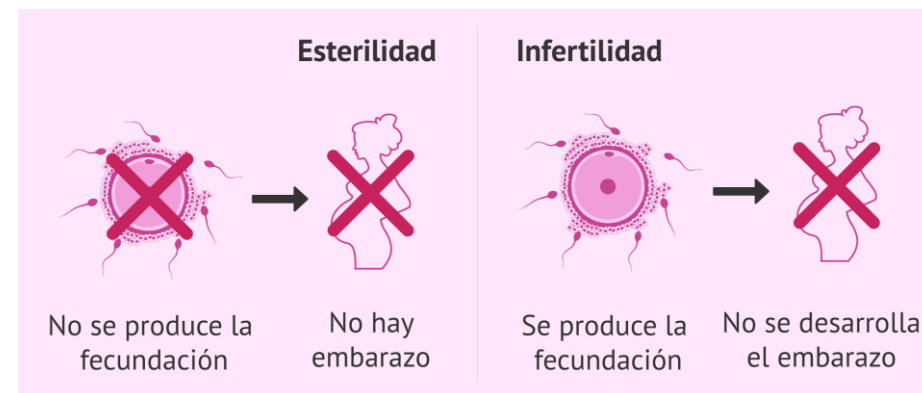 Esterilidad
No se produce la
fecundación
No hay
embarazo
Infertilidad
Se produce la
fecundación
No se desarrolla
el embarazo